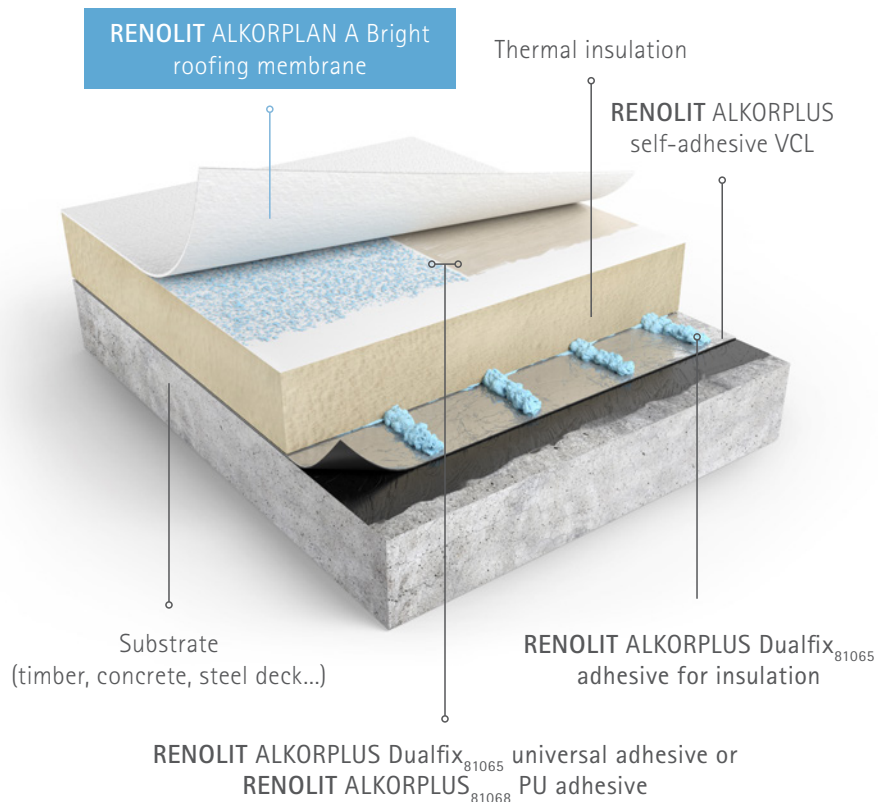 RENOLIT ALKORPLAN A Bright
roofing membrane
Thermal insulation
RENOLIT ALKORPLUS
self-adhesive VCL
Substrate
(timber, concrete, steel deck...)
RENOLIT ALKORPLUS Dualfix81065
adhesive for insulation
RENOLIT ALKORPLUS Dualfix81065 universal adhesive or
RENOLIT ALKORPLUS81068 PU adhesive